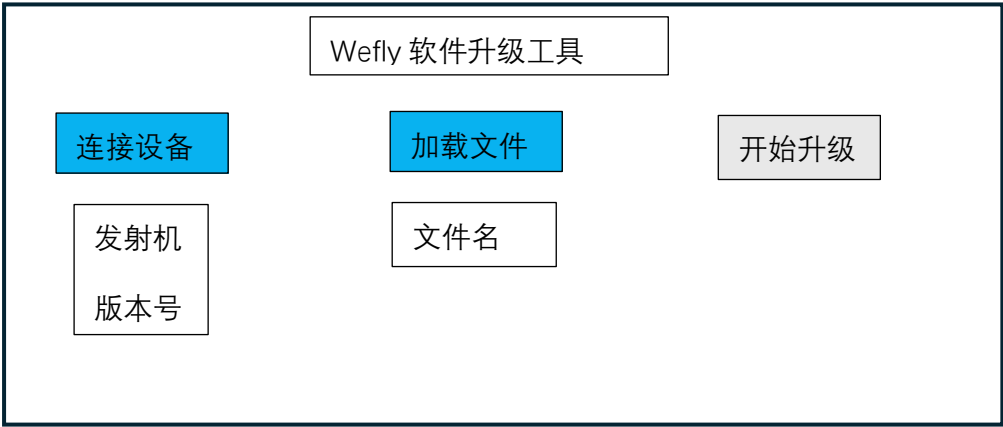 Wefly 软件升级工具
连接设备
加载文件
开始升级
发射机
版本号
文件名